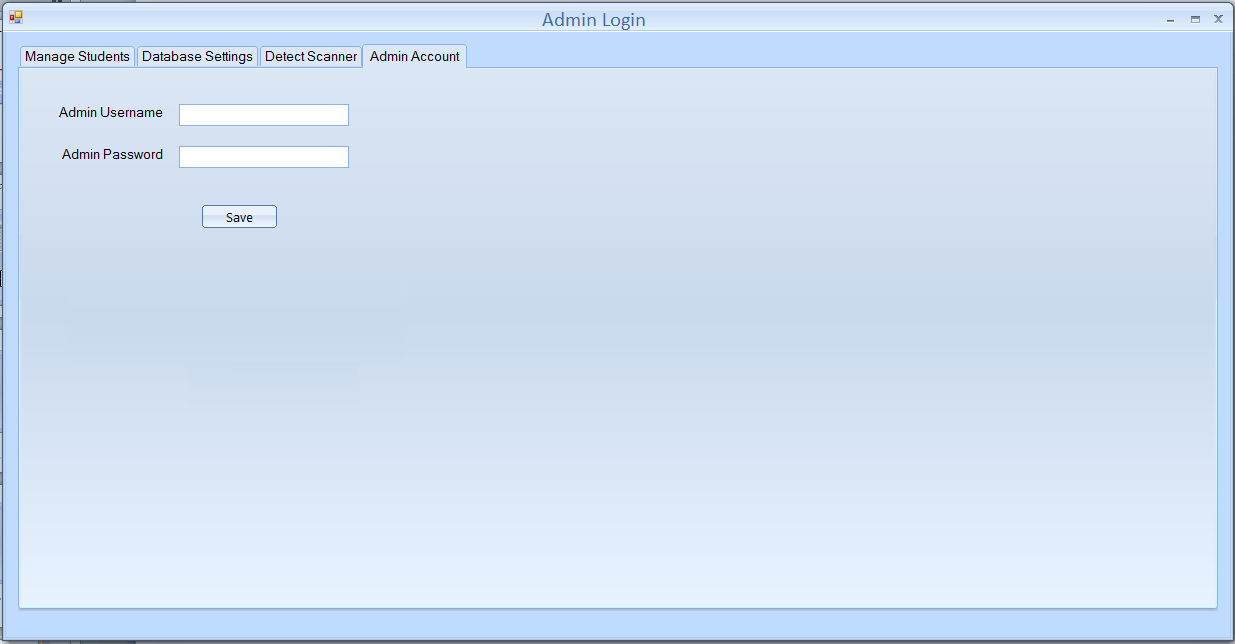 Admin Login
Manage Students Database Settings Detect Scanner Admin Account
Admin Username
Admin Password
Save